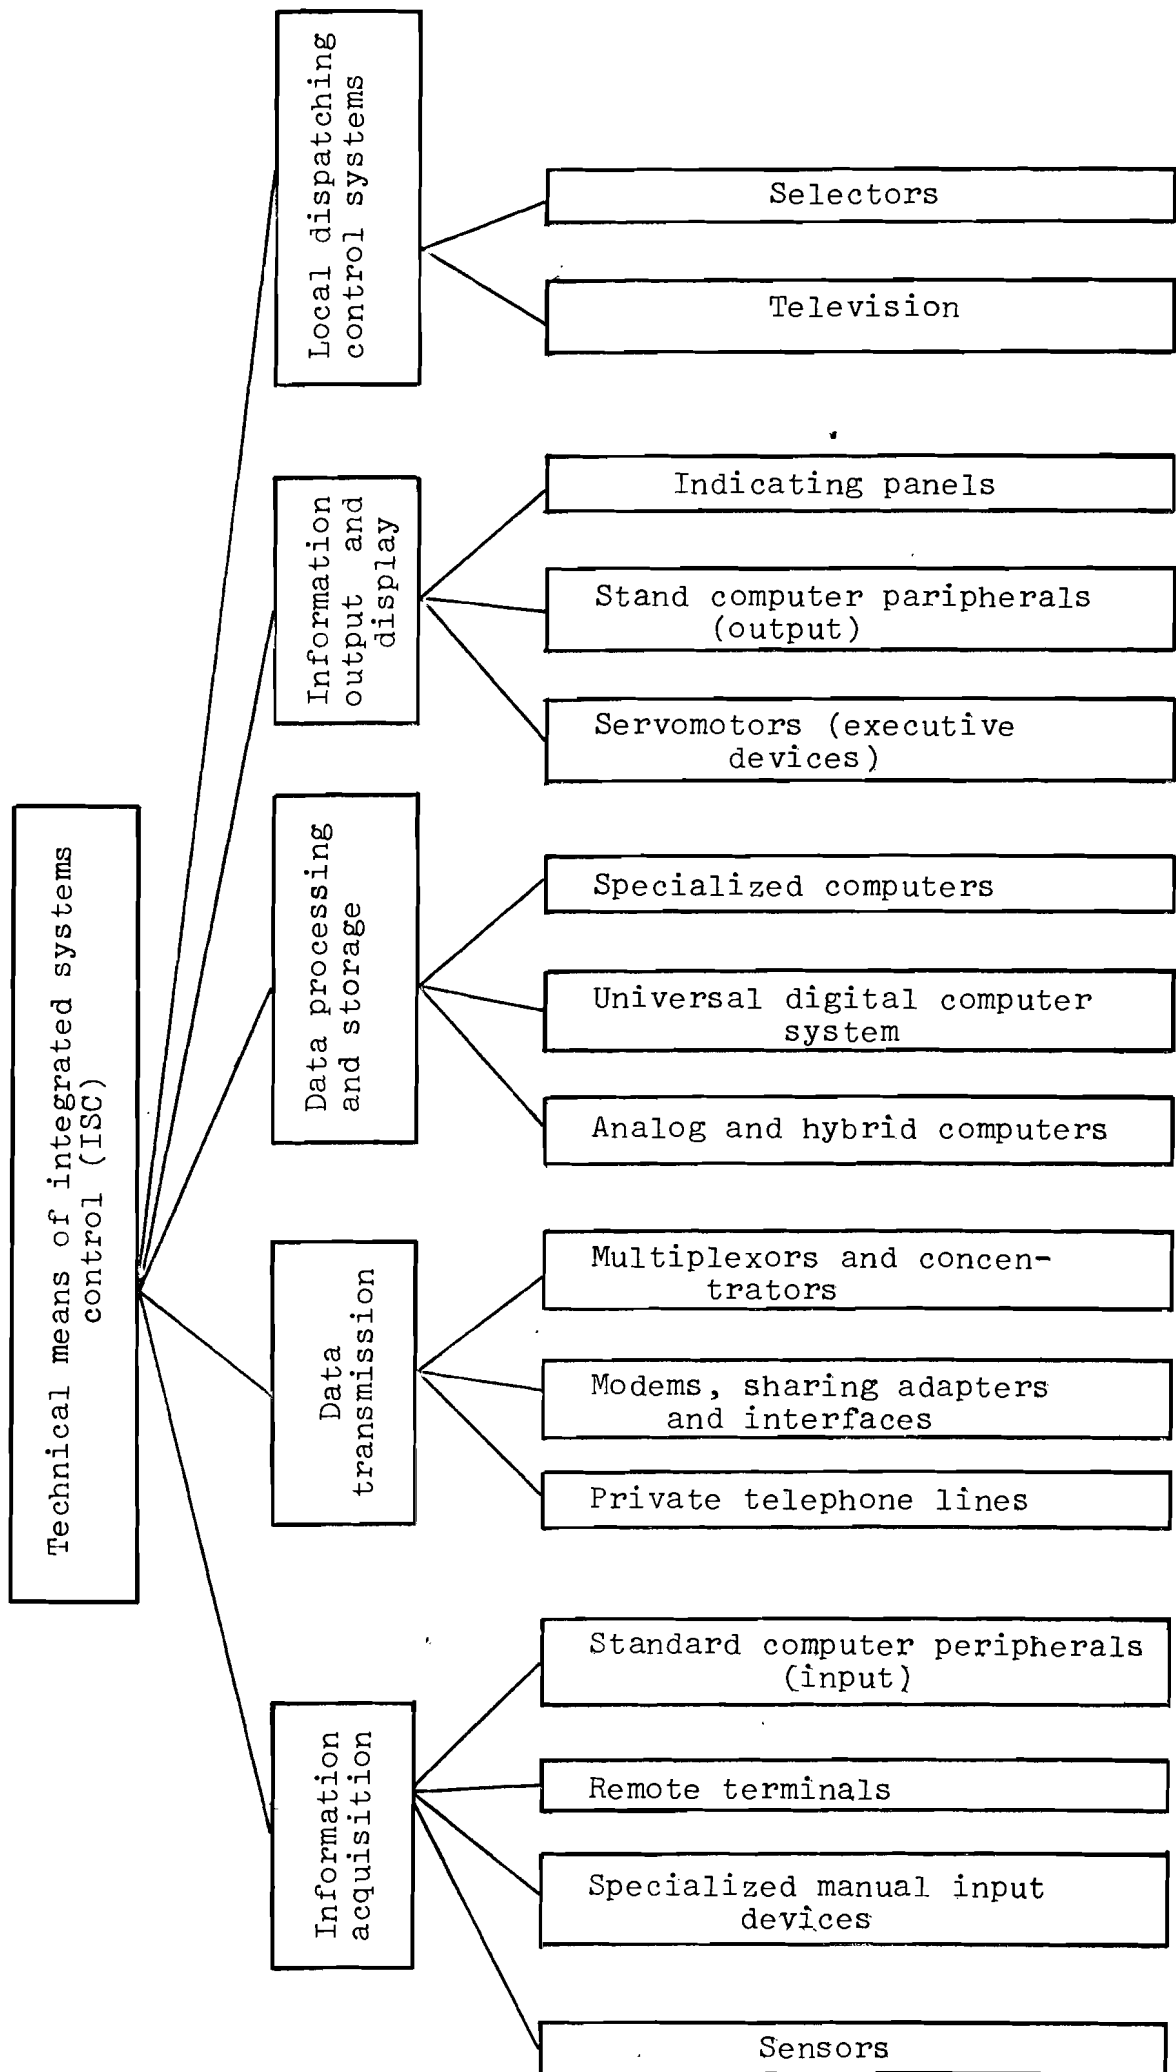 Technical means of integrated systems
control (ISC)
Local dispatching
control systems
Selectors
Television
Information
output and
display
Indicating panels
Stand computer paripherals
(output)
Servomotors (executive
devices)
Data processing
and storage
Specialized computers
Universal digital computer
system
Analog and hybrid computers
Data
transmission
Multiplexors and concen-
trators
Modems, sharing adapters
and interfaces
Private telephone lines
Information
acquisition
Standard computer peripherals
(input)
Remote terminals
Specialized manual input
devices
Sensors